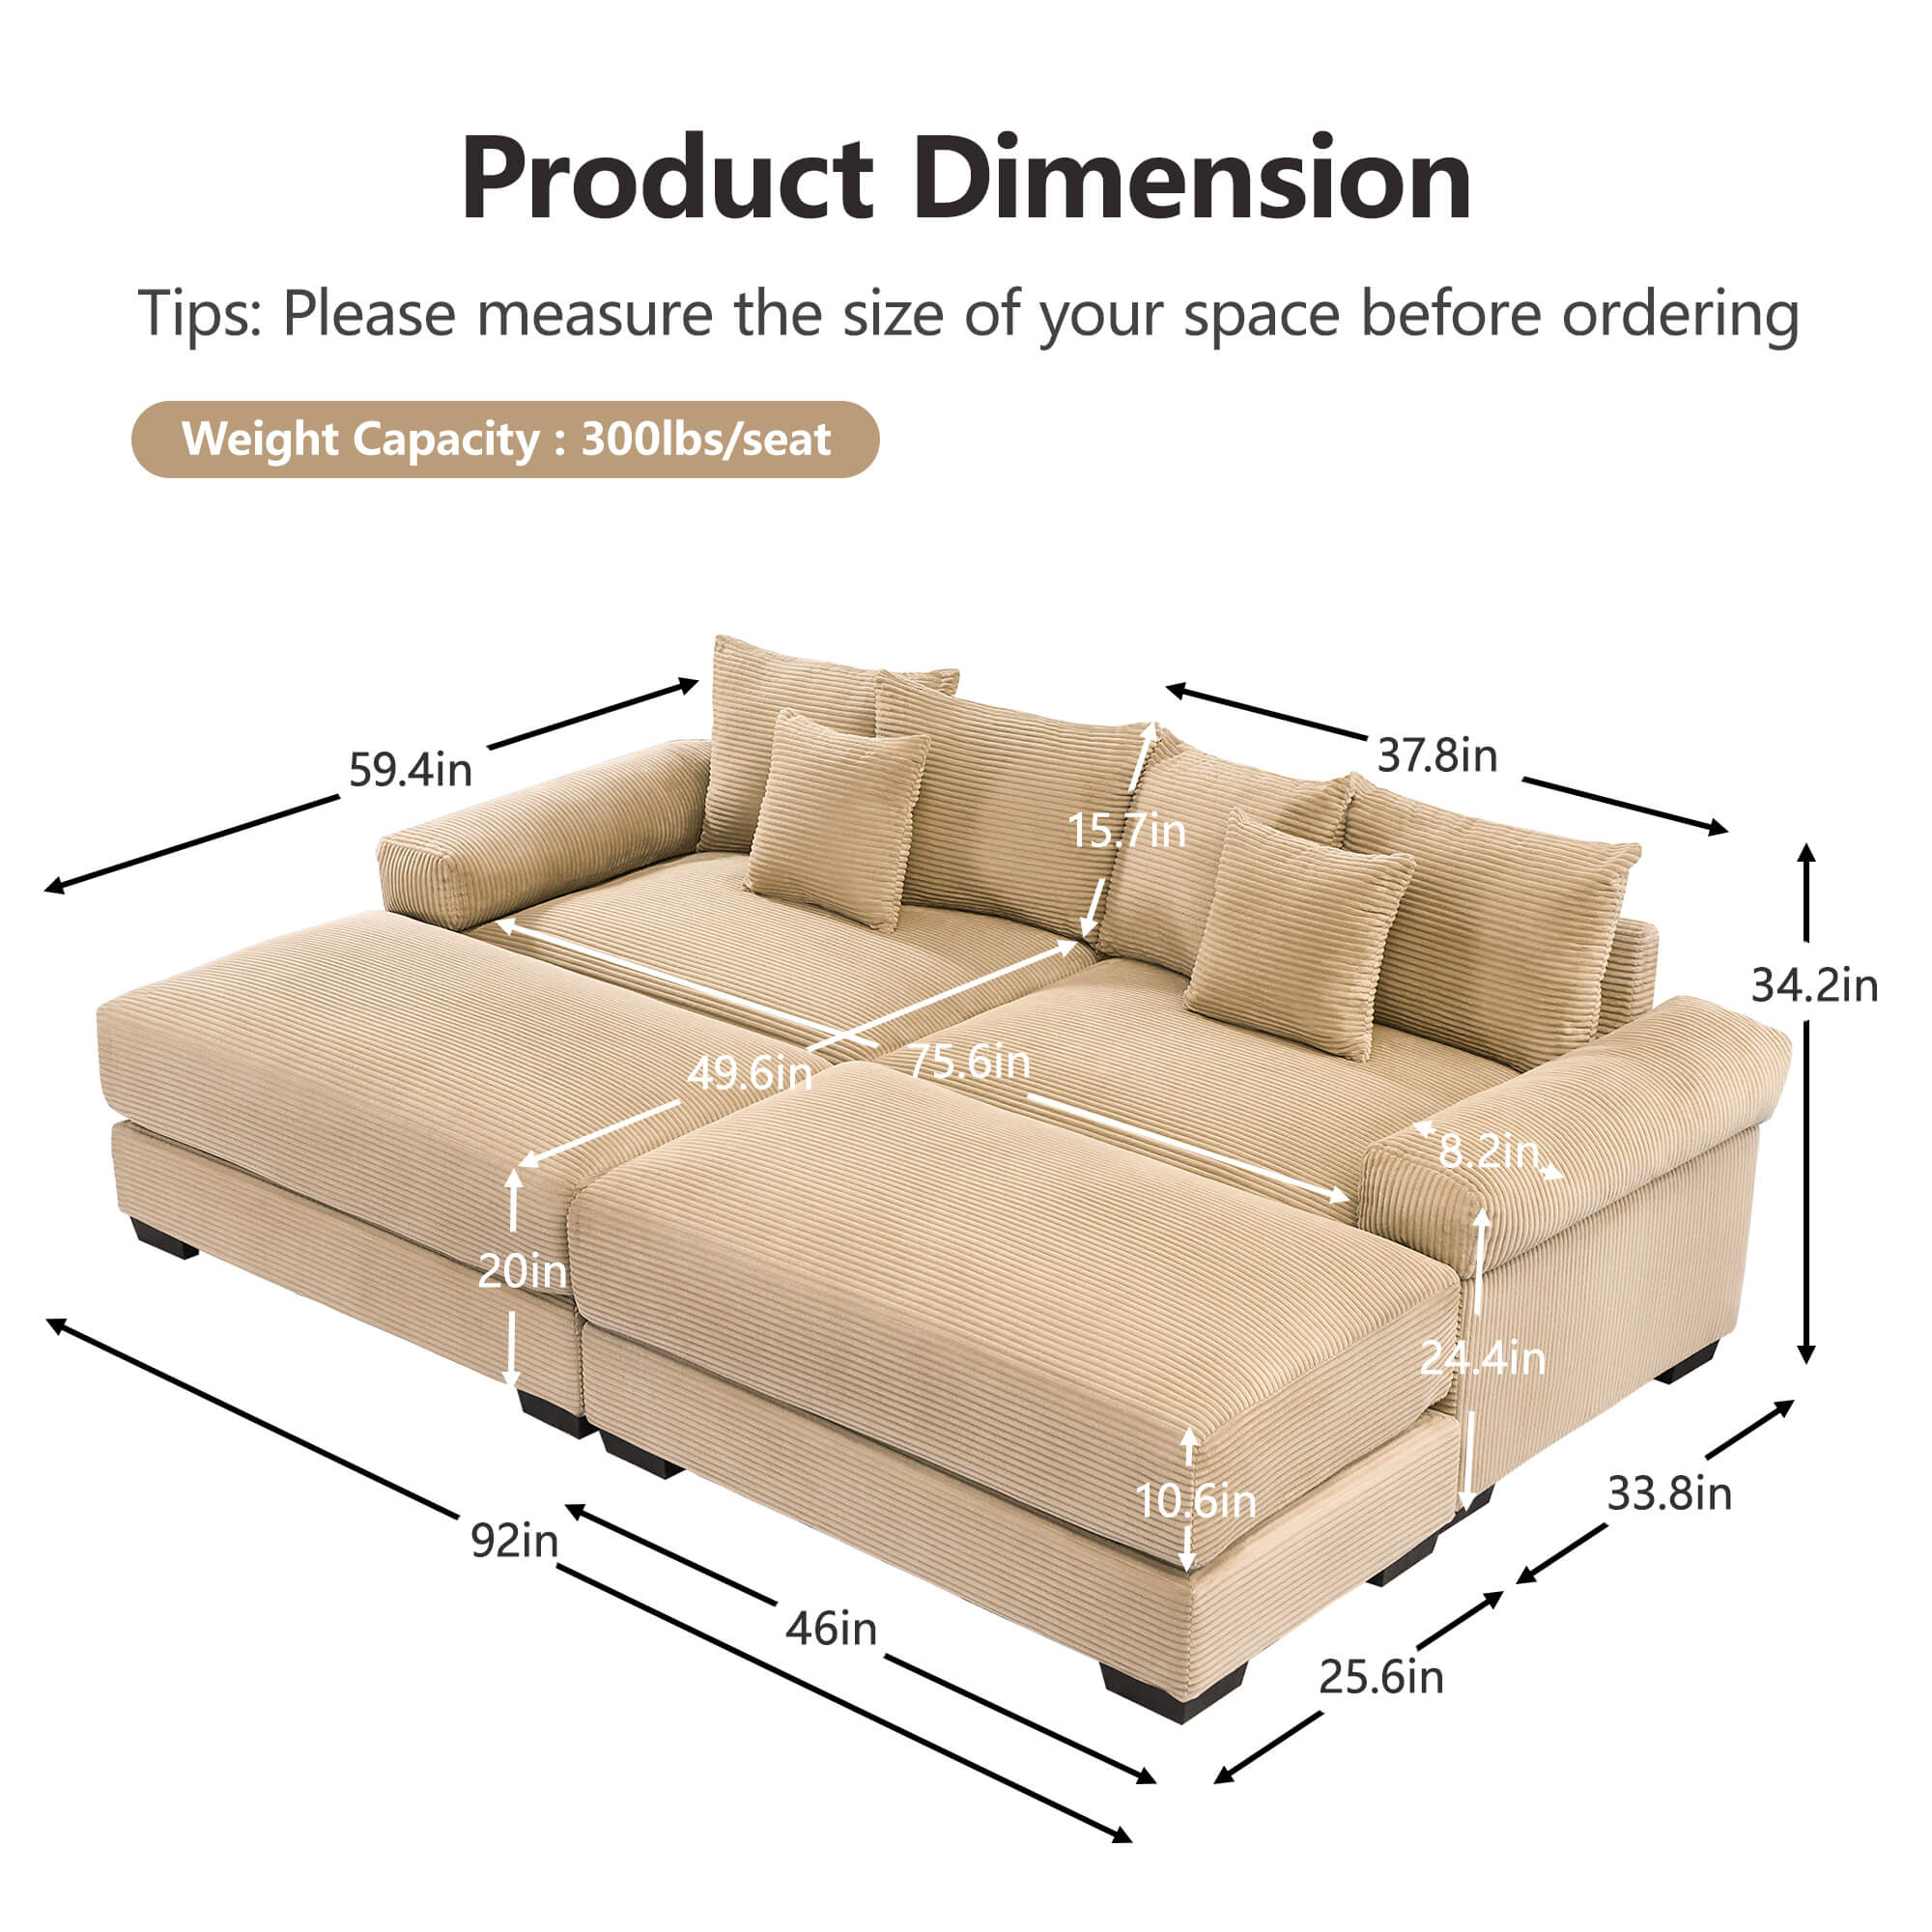 Product Dimension
Tips: Please measure the size of your space before ordering
Weight Capacity : 300lbs/seat
59.4in
37.8in
15.7in
34.2in
49.6in
75.6in
8.2in
20in
24.4in
10.6in
33.8in
92in
46in
25.6in